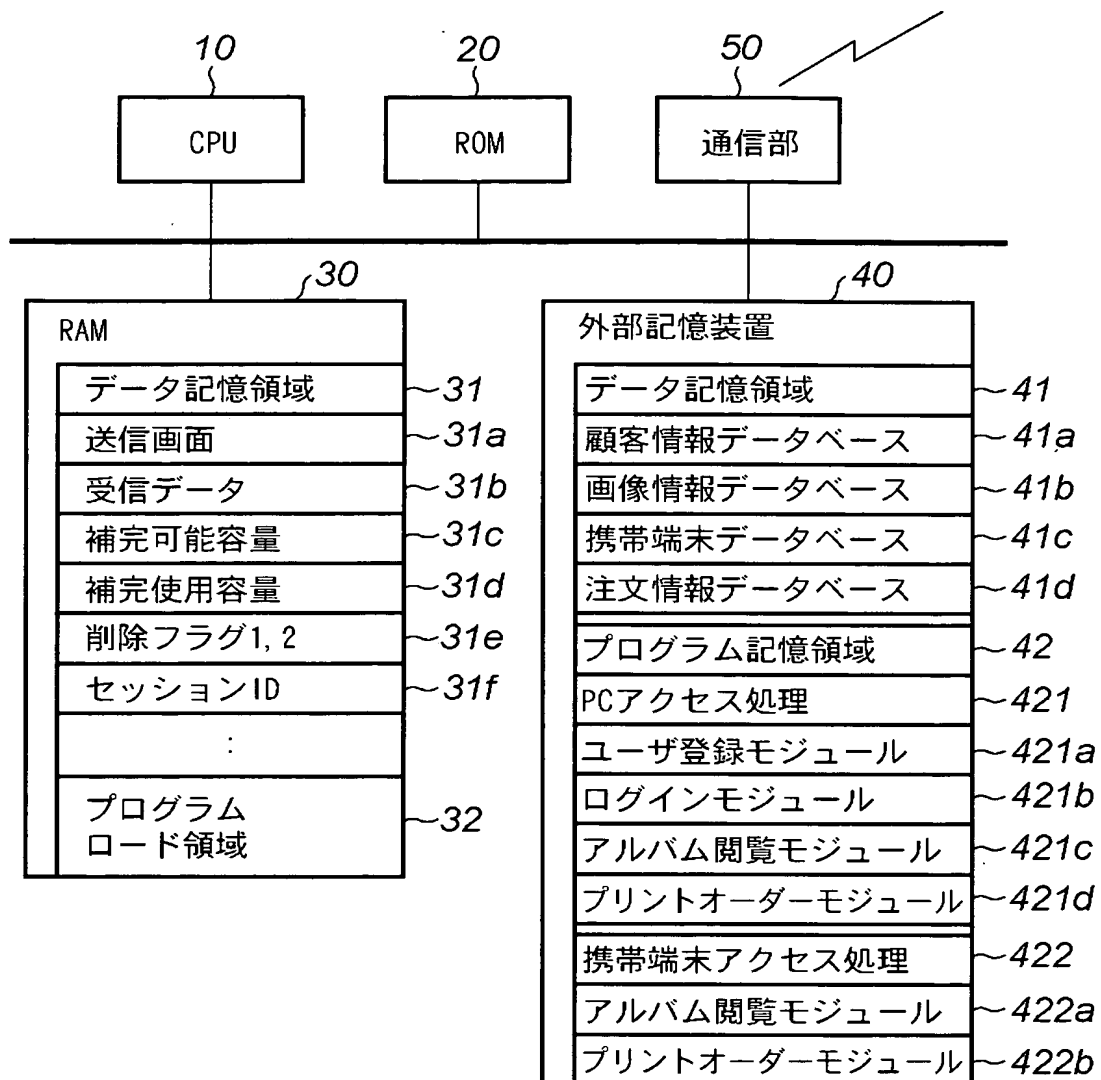 10
20
50
CPU
ROM
通信部
30
RAM
データ記憶領域 31
送信画面 31a
受信データ 31b
補完可能容量 31c
補完使用容量 31d
削除フラグ1, 2 31e
セッションID 31f
:
プログラム
ロード領域 32
40
外部記憶装置
データ記憶領域 41
顧客情報データベース 41a
画像情報データベース 41b
携帯端末データベース 41c
注文情報データベース 41d
プログラム記憶領域 42
PCアクセス処理 421
ユーザ登録モジュール 421a
ログインモジュール 421b
アルバム閲覧モジュール 421c
プリントオーダーモジュール 421d
携帯端末アクセス処理 422
アルバム閲覧モジュール 422a
プリントオーダーモジュール 422b